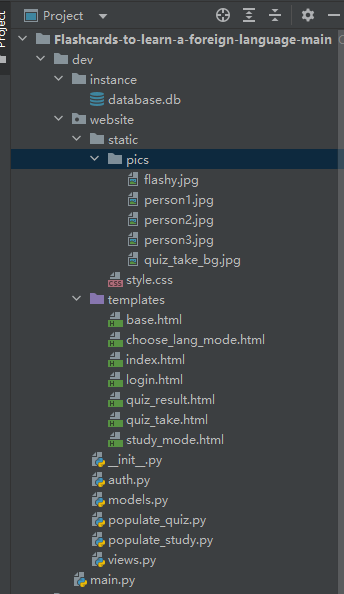 Project
Project
Flashcards-to-learn-a-foreign-language-main
dev
instance
database.db
website
static
pics
flashy.jpg
person1.jpg
person2.jpg
person3.jpg
quiz_take_bg.jpg
style.css
templates
base.html
choose_lang_mode.html
index.html
login.html
quiz_result.html
quiz_take.html
study_mode.html
__init__.py
auth.py
models.py
populate_quiz.py
populate_study.py
views.py
main.py